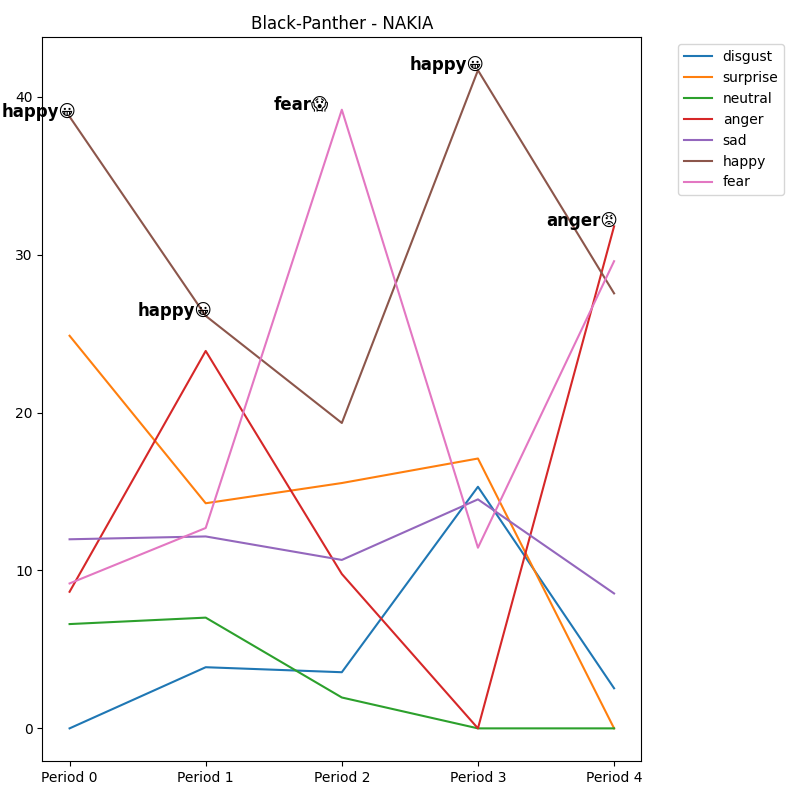 Black-Panther - NAKIA
disgust
surprise
neutral
anger
sad
happy
fear
happy😀
fear😱
happy😀
anger😡
happy😀
40
30
20
10
0
Period 0 Period 1 Period 2 Period 3 Period 4